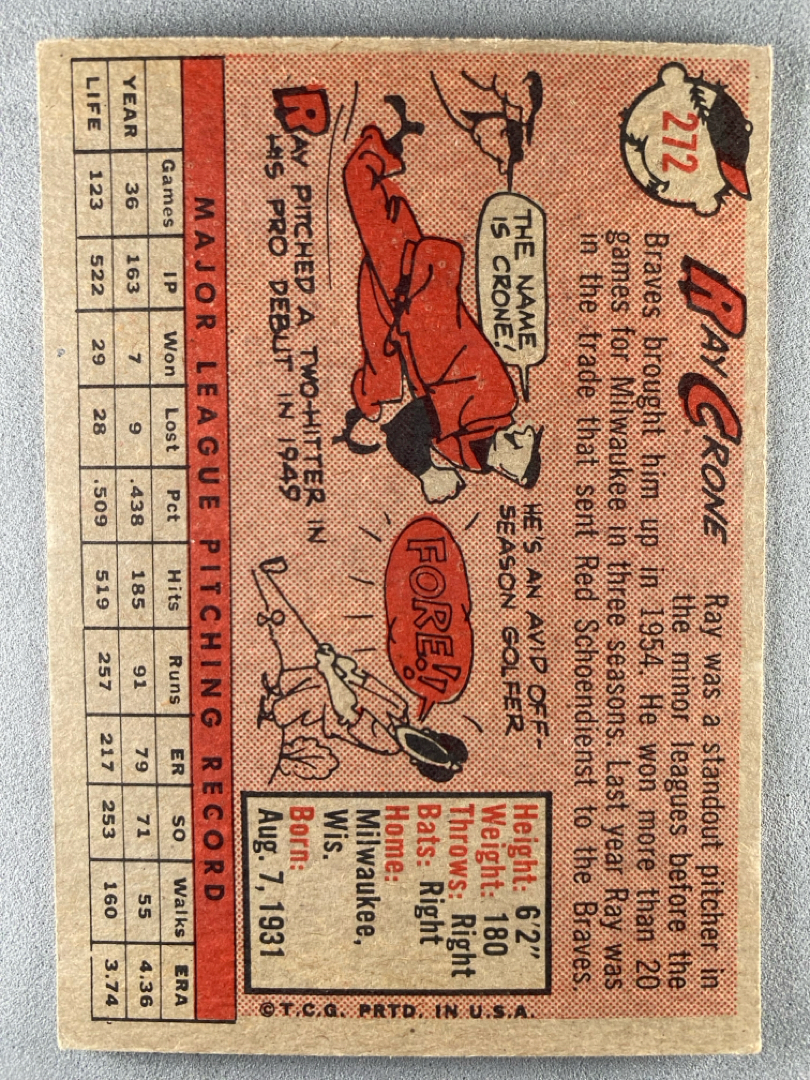 272
RAY CRONE
Ray was a standout pitcher in
the minor leagues before the
Braves brought him up in 1954. He won more than 20
games for Milwaukee in three seasons. Last year Ray was
in the trade that sent Red Schoendienst to the Braves.
THE NAME
IS CRONE!
RAY PITCHED A TWO-HITTER IN
HIS PRO DEBUT IN 1949
HE'S AN AVID OFF-
SEASON GOLFER
FORE!
Height: 6'2"
Weight: 180
Throws: Right
Bats: Right
Home:
Milwaukee,
Wis.
Born:
Aug. 7, 1931
©T.C.G. PRTD. IN U.S.A.
MAJOR LEAGUE PITCHING RECORD
Games IP Won Lost Pct Hits Runs ER SO Walks ERA
YEAR 36 163 7 9 .438 185 91 79 71 55 4.36
LIFE 123 522 29 28 .509 519 257 217 253 160 3.74